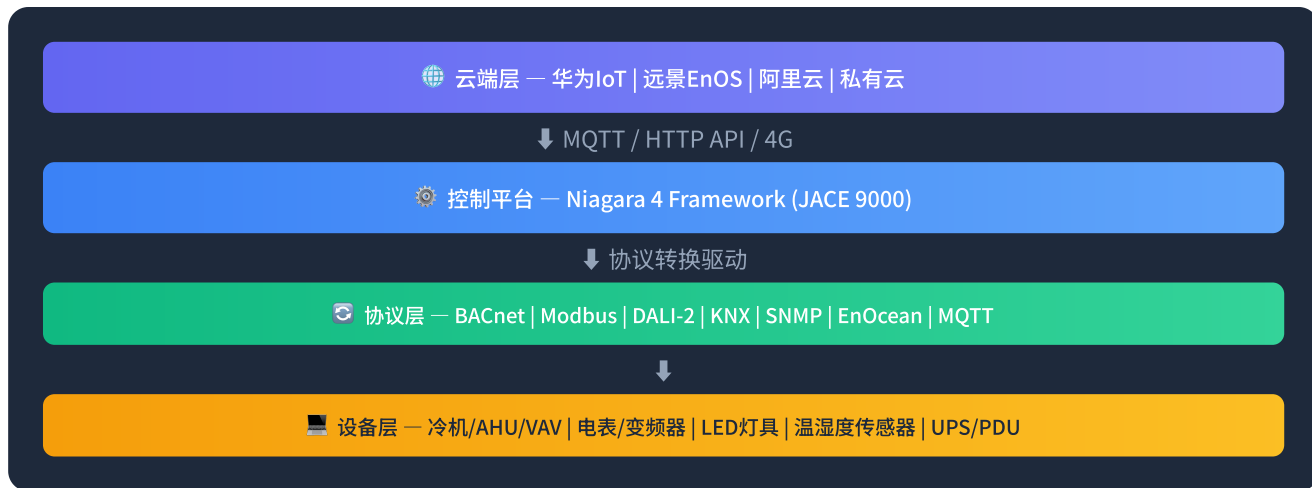 🌐 云端层 — 华为IoT | 远景EnOS | 阿里云 | 私有云
⬇ MQTT / HTTP API / 4G
⚙ 控制平台 — Niagara 4 Framework (JACE 9000)
⬇ 协议转换驱动
🔄 协议层 — BACnet | Modbus | DALI-2 | KNX | SNMP | EnOcean | MQTT
⬇
💻 设备层 — 冷机/AHU/VAV | 电表/变频器 | LED灯具 | 温湿度传感器 | UPS/PDU